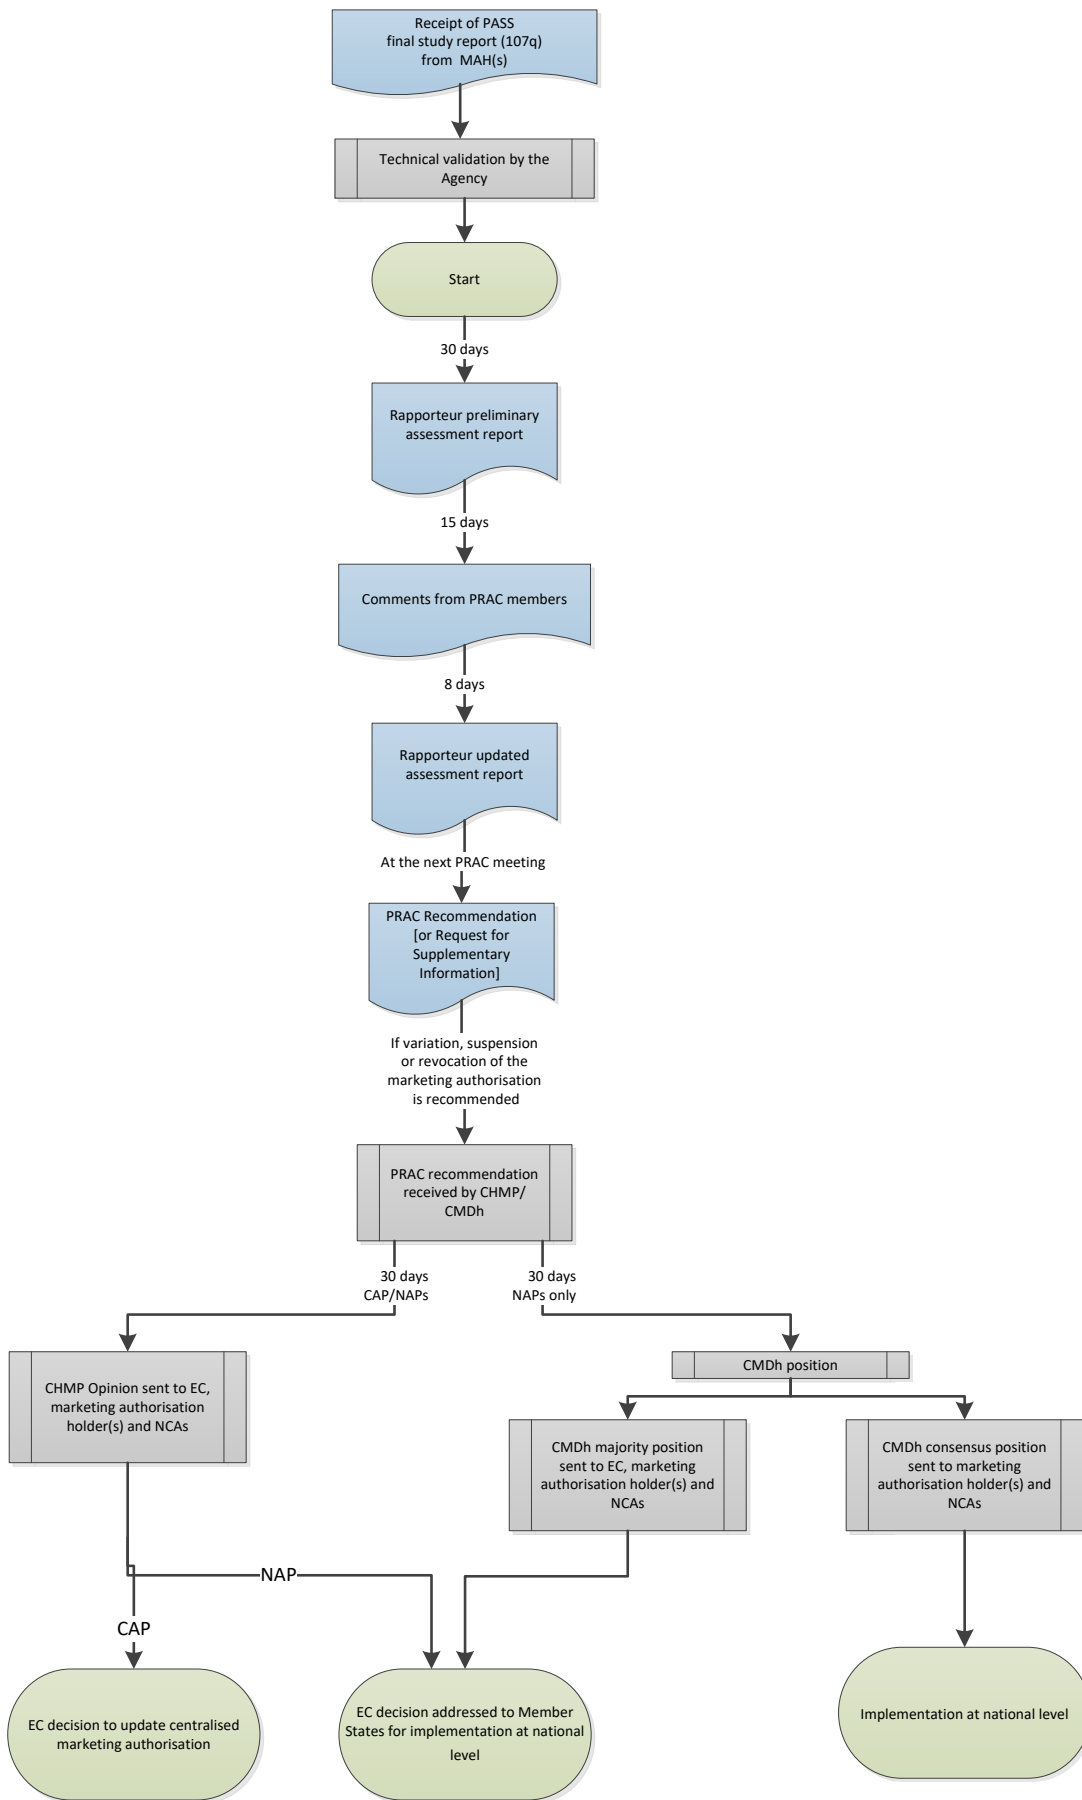 Receipt of PASS
final study report (107q)
from  MAH(s)
Technical validation by the
Agency
Start
30 days
Rapporteur preliminary
assessment report
15 days
Comments from PRAC members
8 days
Rapporteur updated
assessment report
At the next PRAC meeting
PRAC Recommendation
[or Request for
Supplementary
Information]
If variation, suspension
or revocation of the
marketing authorisation
is recommended
PRAC recommendation
received by CHMP/
CMDh
30 days
CAP/NAPs
30 days
NAPs only
CHMP Opinion sent to EC,
marketing authorisation
holder(s) and NCAs
CMDh position
CMDh majority position
sent to EC, marketing
authorisation holder(s) and
NCAs
CMDh consensus position
sent to marketing
authorisation holder(s) and
NCAs
NAP
CAP
EC decision to update centralised
marketing authorisation
EC decision addressed to Member
States for implementation at national
level
Implementation at national level